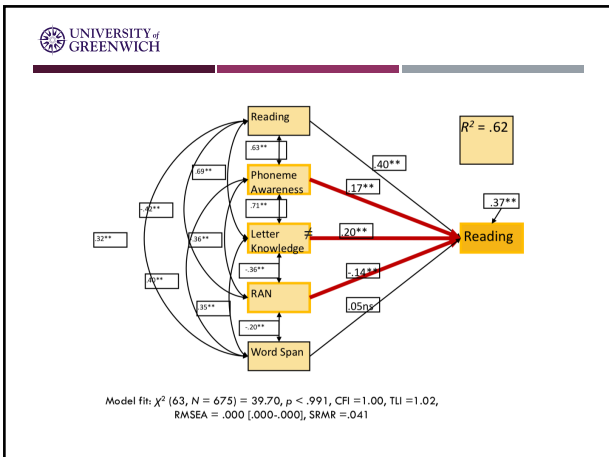 UNIVERSITY of
GREENWICH
Reading
R² = .62
.63**
.40**
.69**
Phoneme
Awareness
.17**
.37**
.71**
-.42**
.32**
.36**
Letter
Knowledge
≠
.20**
Reading
-.36**
-.14**
.40**
RAN
.35**
.05ns
-.20**
Word Span
Model fit: χ² (63, N = 675) = 39.70, p < .991, CFI =1.00, TLI =1.02,
RMSEA = .000 [.000-.000], SRMR =.041